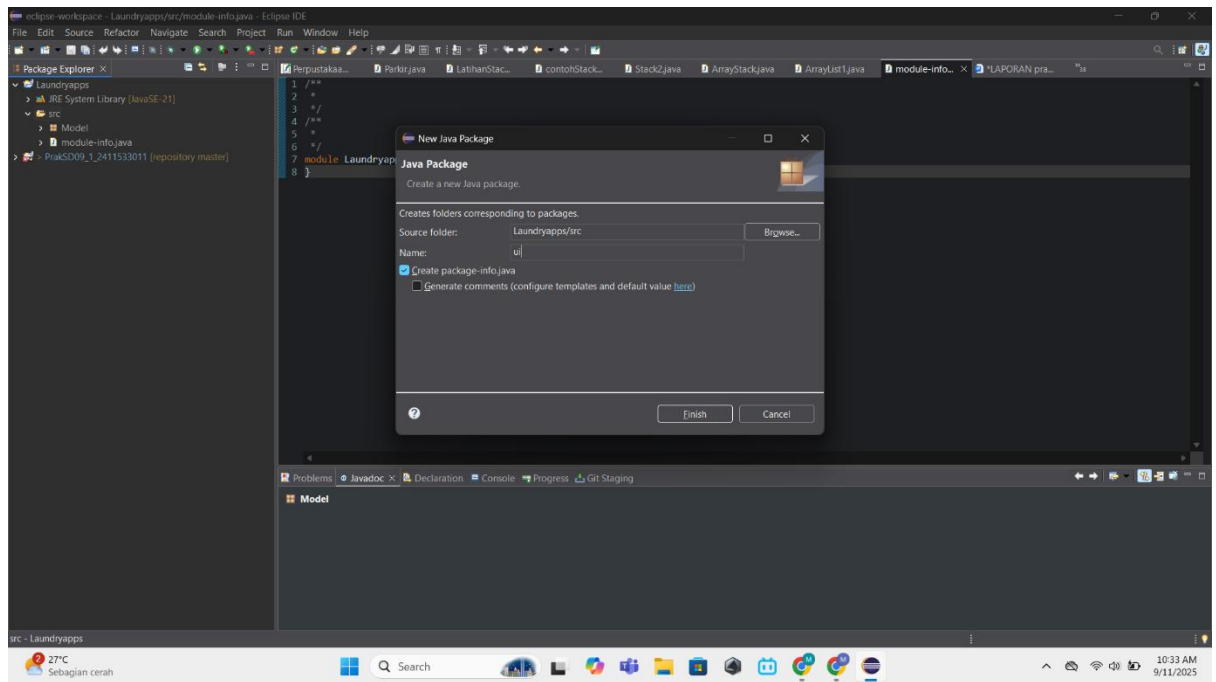 eclipse-workspace - Laundryapps/src/module-info.java - Eclipse IDE
File Edit Source Refactor Navigate Search Project Run Window Help
Package Explorer
Perpustakaa...
Parkir.java
LatihanStac...
contohStack...
Stack2.java
ArrayStack.java
ArrayList1.java
module-info...
*LAPORAN pra...
Laundryapps
JRE System Library [JavaSE-21]
src
Model
module-info.java
> PrakSD09_1_2411533011 [repository master]
1 /**
2 *
3 */
4 /**
5 *
6 */
7 module Laundryap
8 }
New Java Package
Java Package
Create a new Java package.
Creates folders corresponding to packages.
Source folder: Laundryapps/src Browse...
Name: ui
Create package-info.java
Generate comments (configure templates and default value here)
Finish Cancel
Problems Javadoc Declaration Console Progress Git Staging
Model
src - Laundryapps
2
27°C
Sebagian cerah
Search
10:33 AM
9/11/2025